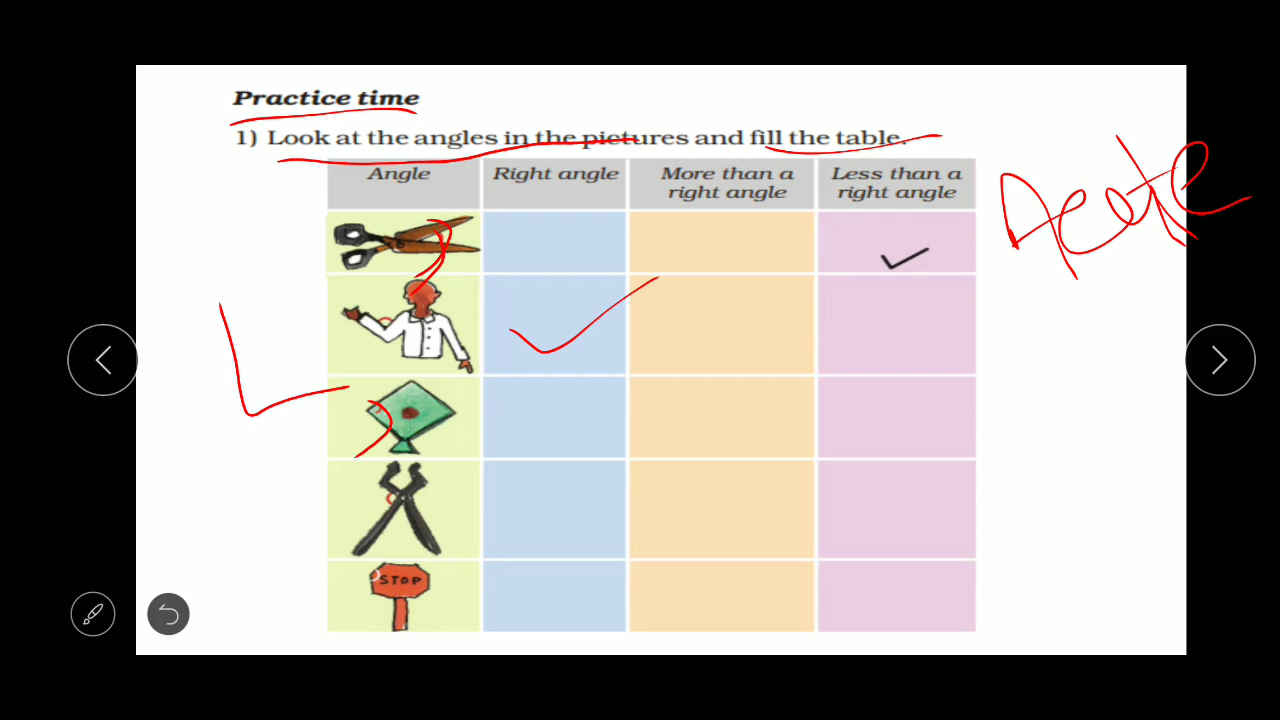 Practice time
1) Look at the angles in the pictures and fill the table.
Angle Right angle More than a right angle Less than a right angle
Acute
STOP